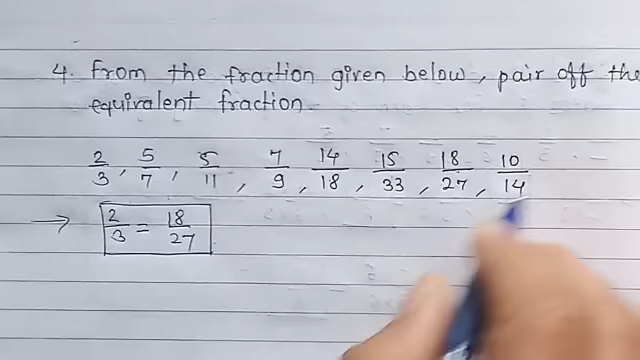 4. From the fraction given below, pair off the
equivalent fraction.
2/3, 5/7, 5/11, 7/9, 14/18, 15/33, 18/27, 10/14
→ 2/3 = 18/27